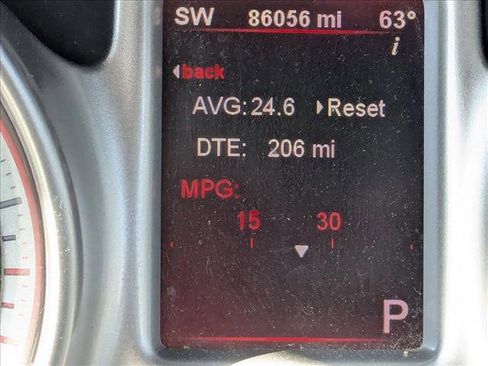 SW 86056 mi 63°
i
back
AVG: 24.6 Reset
DTE: 206 mi
MPG:
15 30
P